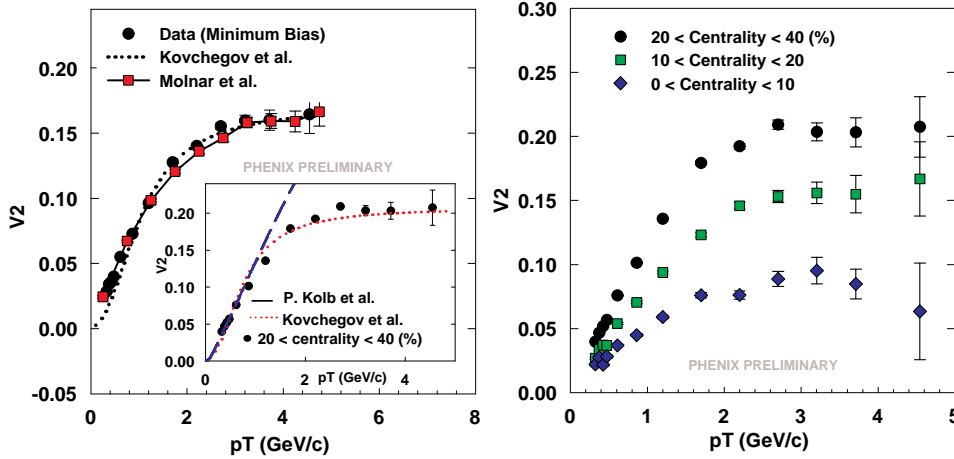 Data (Minimum Bias)
Kovchegov et al.
Molnar et al.
0.20
0.15
0.10
0.05
0.00
-0.05
V2
PHENIX PRELIMINARY
0.20
0.15
0.10
0.05
0.00
V2
P. Kolb et al.
Kovchegov et al.
20 < centrality < 40 (%)
0 2 4
pT (GeV/c)
0 2 4 6 8
pT (GeV/c)
0.30
0.25
0.20
0.15
0.10
0.05
0.00
V2
20 < Centrality < 40 (%)
10 < Centrality < 20
0 < Centrality < 10
PHENIX PRELIMINARY
0 1 2 3 4 5
pT (GeV/c)